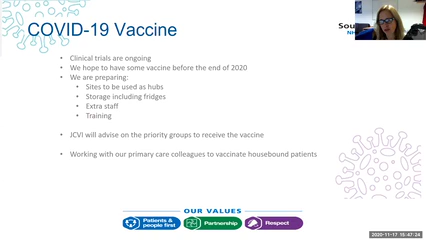 COVID-19 Vaccine
Clinical trials are ongoing
We hope to have some vaccine before the end of 2020
We are preparing:
Sites to be used as hubs
Storage including fridges
Extra staff
Training
JCVI will advise on the priority groups to receive the vaccine
Working with our primary care colleagues to vaccinate housebound patients
OUR VALUES
Patients & people first
Partnership
Respect
2020-11-17 15:47:24